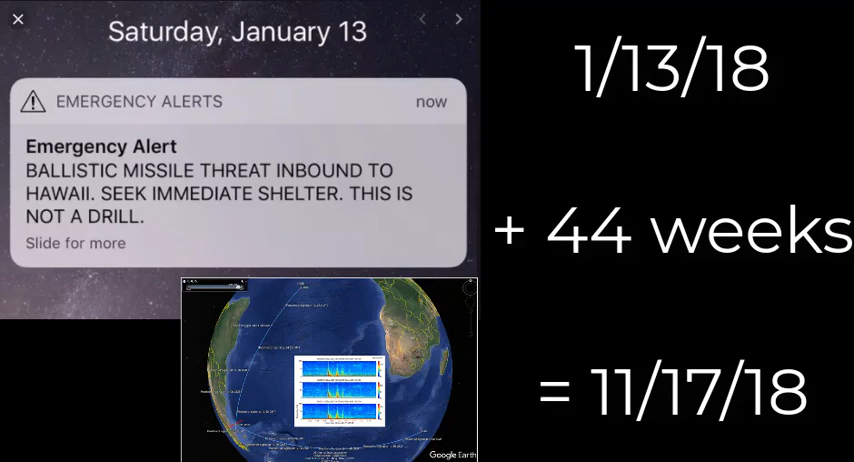 Saturday, January 13
EMERGENCY ALERTS
now
Emergency Alert
BALLISTIC MISSILE THREAT INBOUND TO
HAWAII. SEEK IMMEDIATE SHELTER. THIS IS
NOT A DRILL.
Slide for more
Google Earth
1/13/18
+ 44 weeks
= 11/17/18